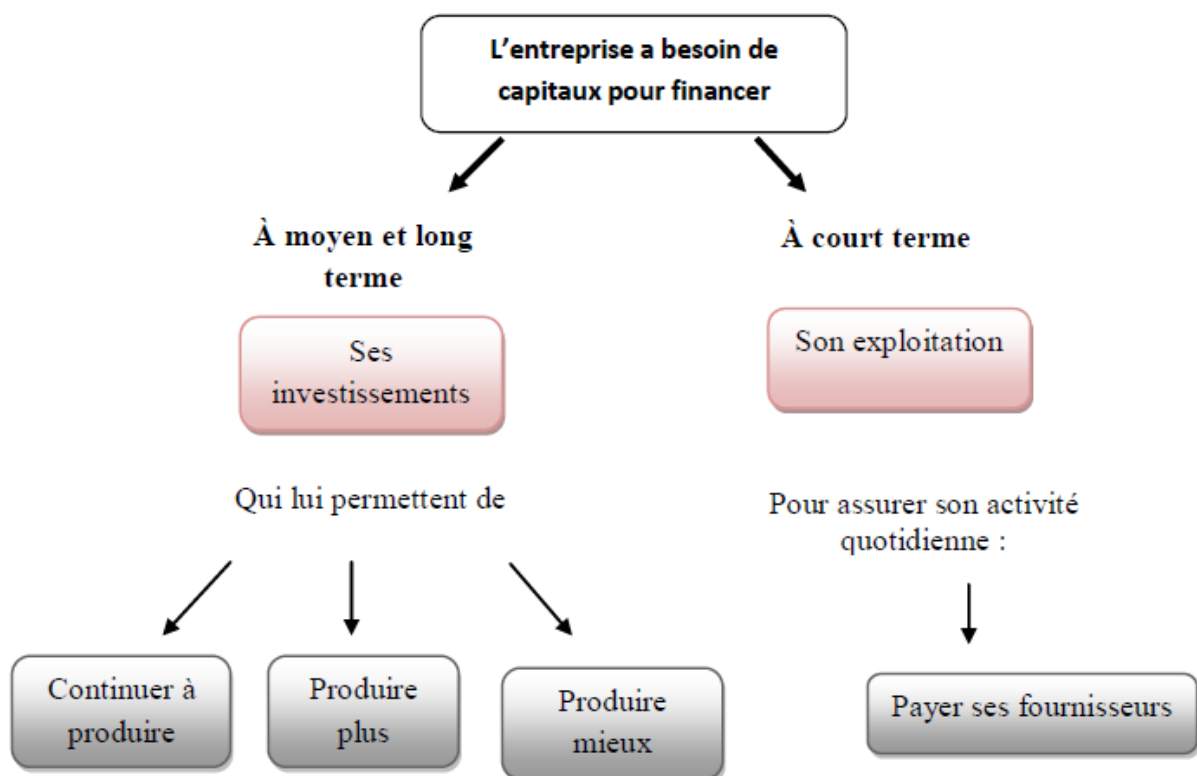 L'entreprise a besoin de
capitaux pour financer
À moyen et long
terme
Ses
investissements
Qui lui permettent de
Continuer à
produire
Produire
plus
Produire
mieux
À court terme
Son exploitation
Pour assurer son activité
quotidienne :
Payer ses fournisseurs